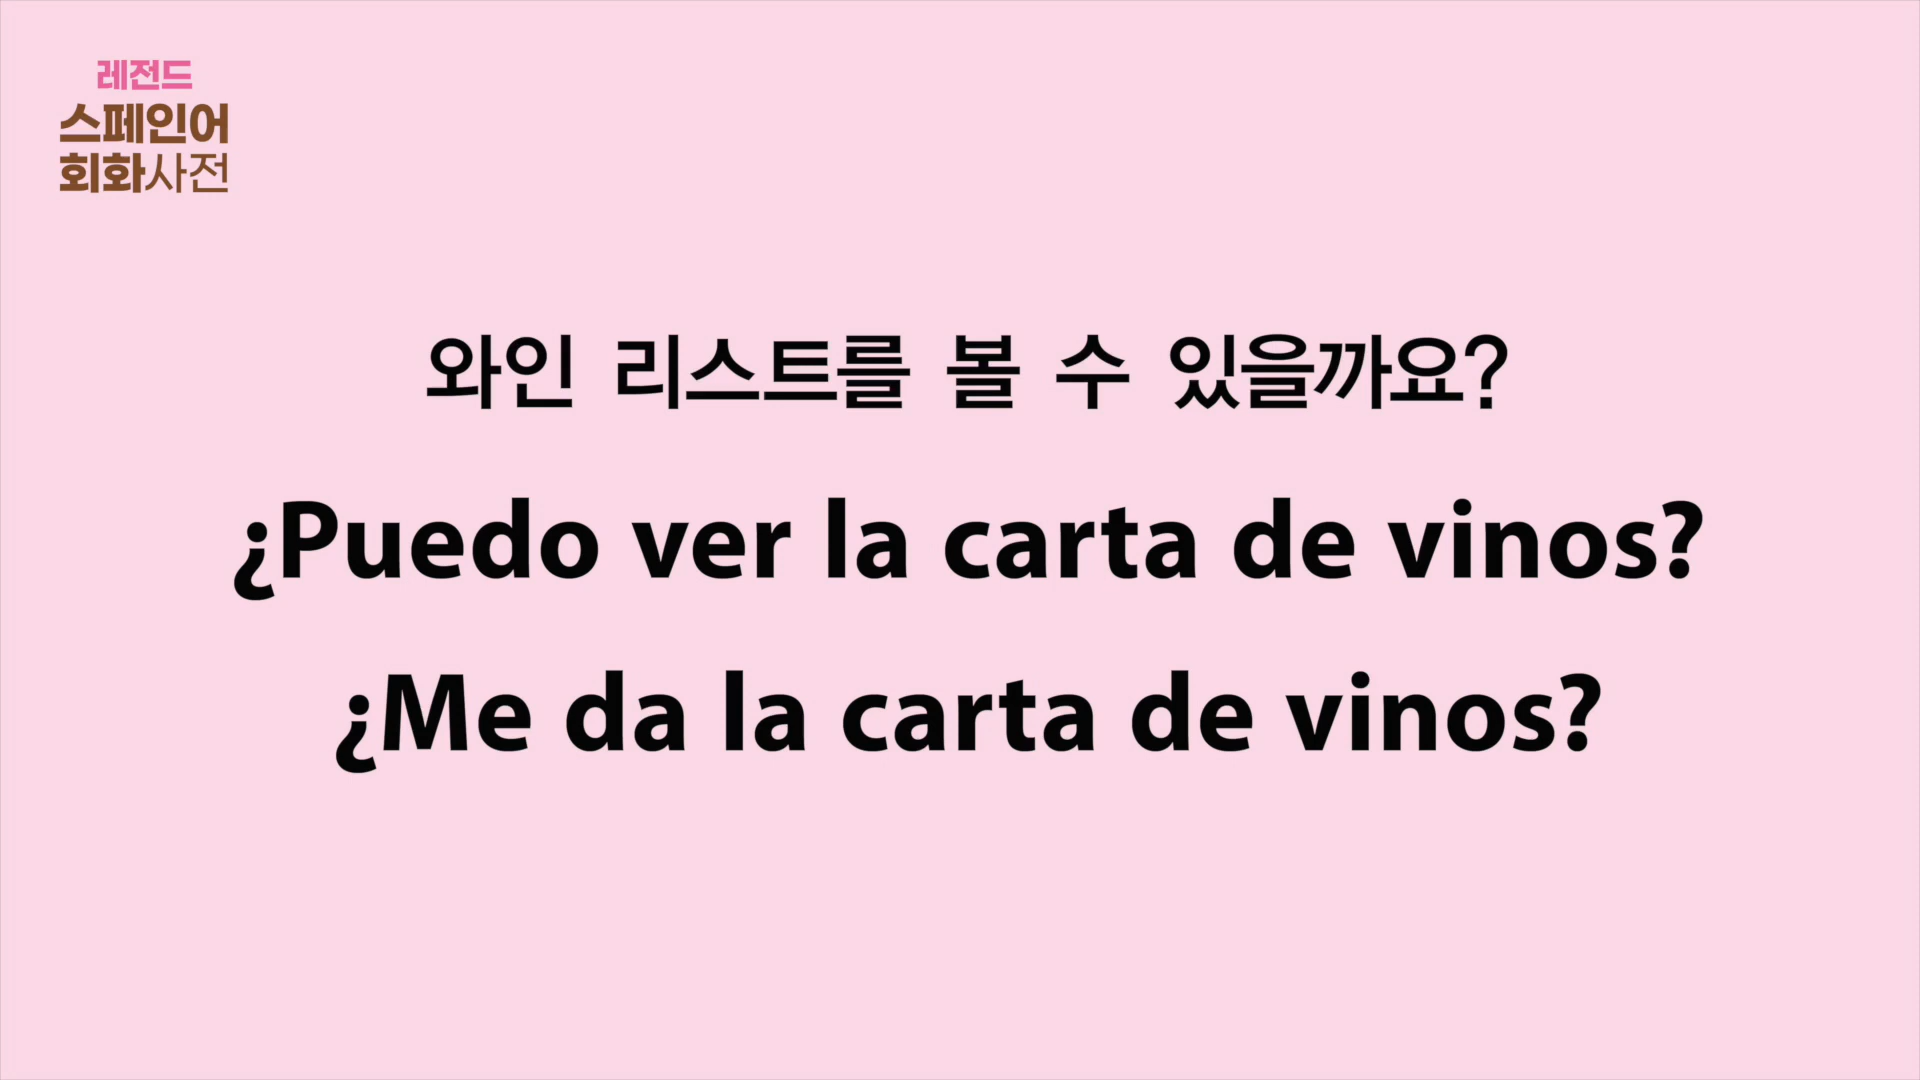 레전드
스페인어
회화사전
와인 리스트를 볼 수 있을까요?
¿Puedo ver la carta de vinos?
¿Me da la carta de vinos?